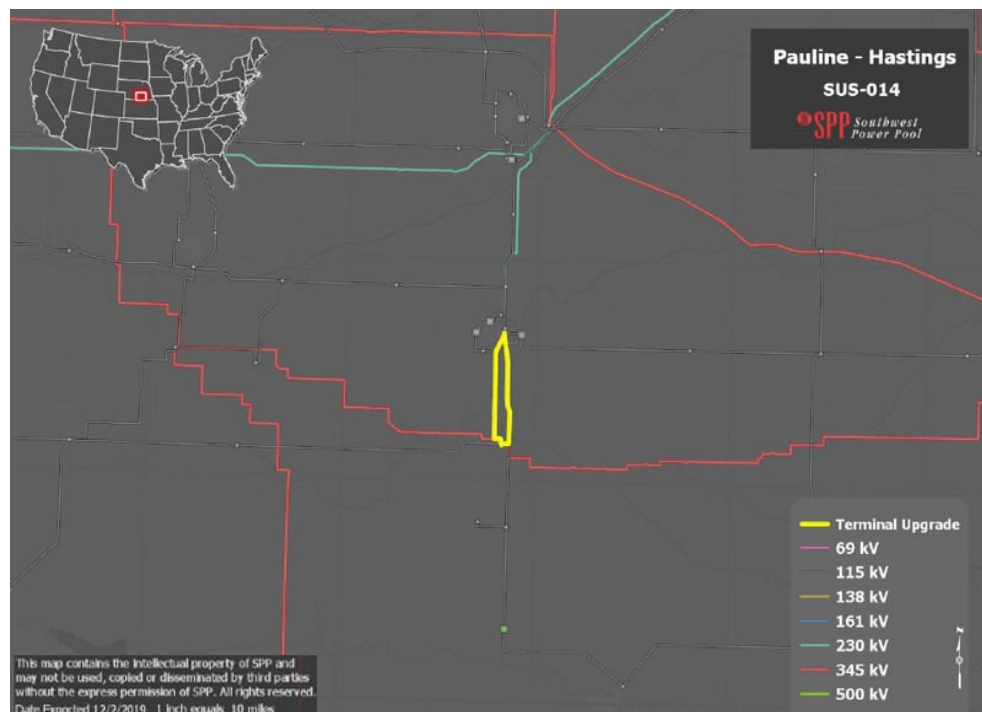 Pauline - Hastings
SUS-014
SPP Southwest
Power Pool
Terminal Upgrade
69 kV
115 kV
138 kV
161 kV
230 kV
345 kV
500 kV
N
This map contains the intellectual property of SPP and
may not be used, copied or disseminated by third parties
without the express permission of SPP. All rights reserved.
Date Exported 12/2/2019 1 inch equals 10 miles